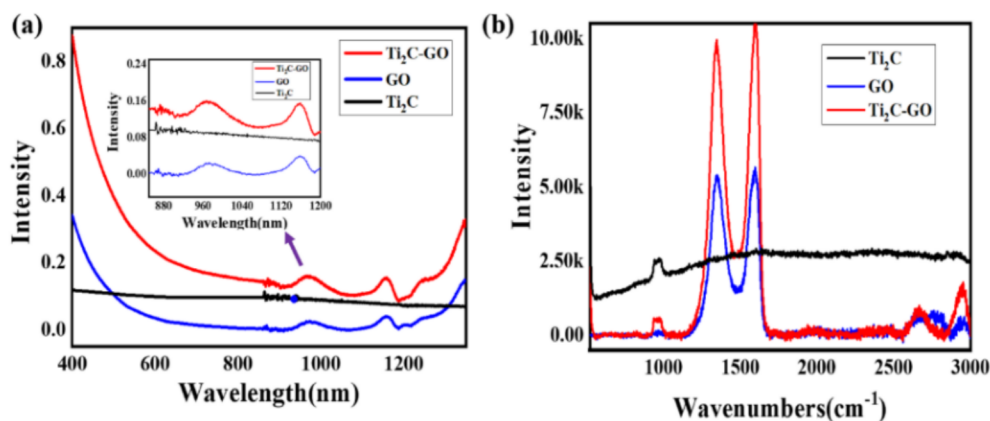 (a)
0.8
0.6
0.4
0.2
0.0
Intensity
400
600
800
1000
1200
Wavelength(nm)
Ti₂C-GO
GO
Ti₂C
0.24
0.16
0.08
0.00
Intensity
880
960
1040
1120
1200
Wavelength(nm)
Ti₂C-GO
GO
Ti₂C
(b)
10.00k
7.50k
5.00k
2.50k
0.00
Intensity
1000
1500
2000
2500
3000
Wavenumbers(cm⁻¹)
Ti₂C
GO
Ti₂C-GO